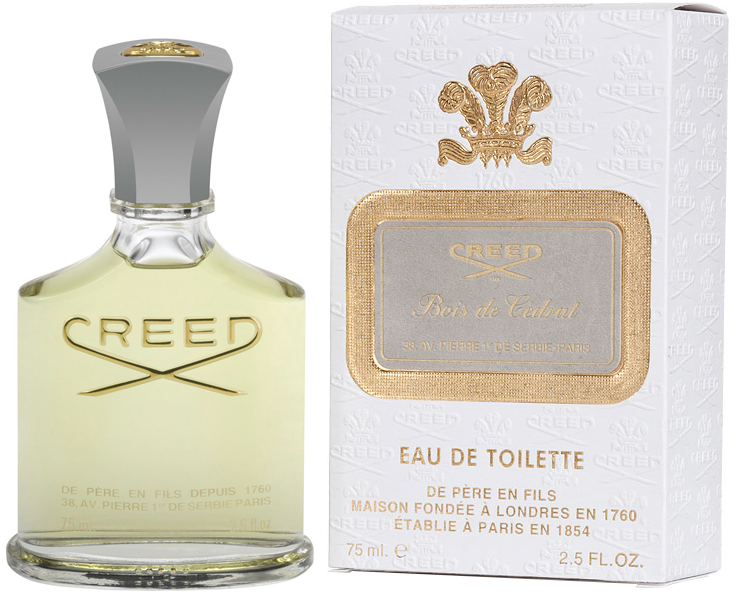 CREED
DE PÈRE EN FILS DEPUIS 1760
38, AV. PIERRE 1er DE SERBIE PARIS
75 ml
1760
CREED
Bois de Cédrat
38, AV. PIERRE 1er DE SERBIE-PARIS
EAU DE TOILETTE
DE PÈRE EN FILS
MAISON FONDÉE À LONDRES EN 1760
ÉTABLIE À PARIS EN 1854
75 ml. e 2.5 FL.OZ.